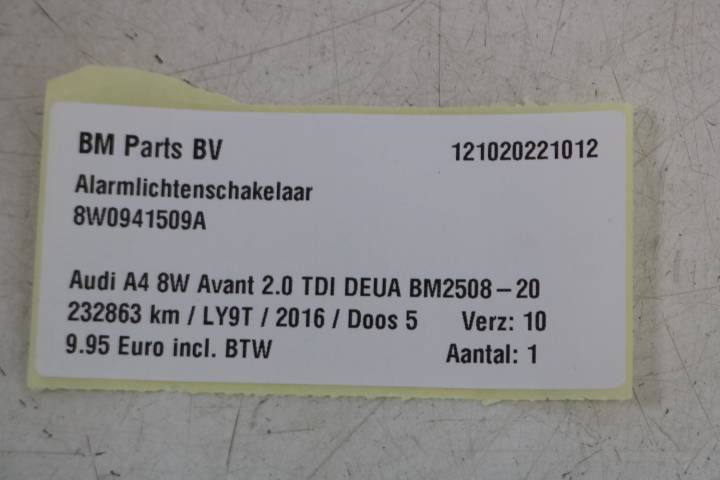 BM Parts BV 121020221012
Alarmlichtenschakelaar
8W0941509A
Audi A4 8W Avant 2.0 TDI DEUA BM2508-20
232863 km / LY9T / 2016 / Doos 5 Verz: 10
9.95 Euro incl. BTW Aantal: 1